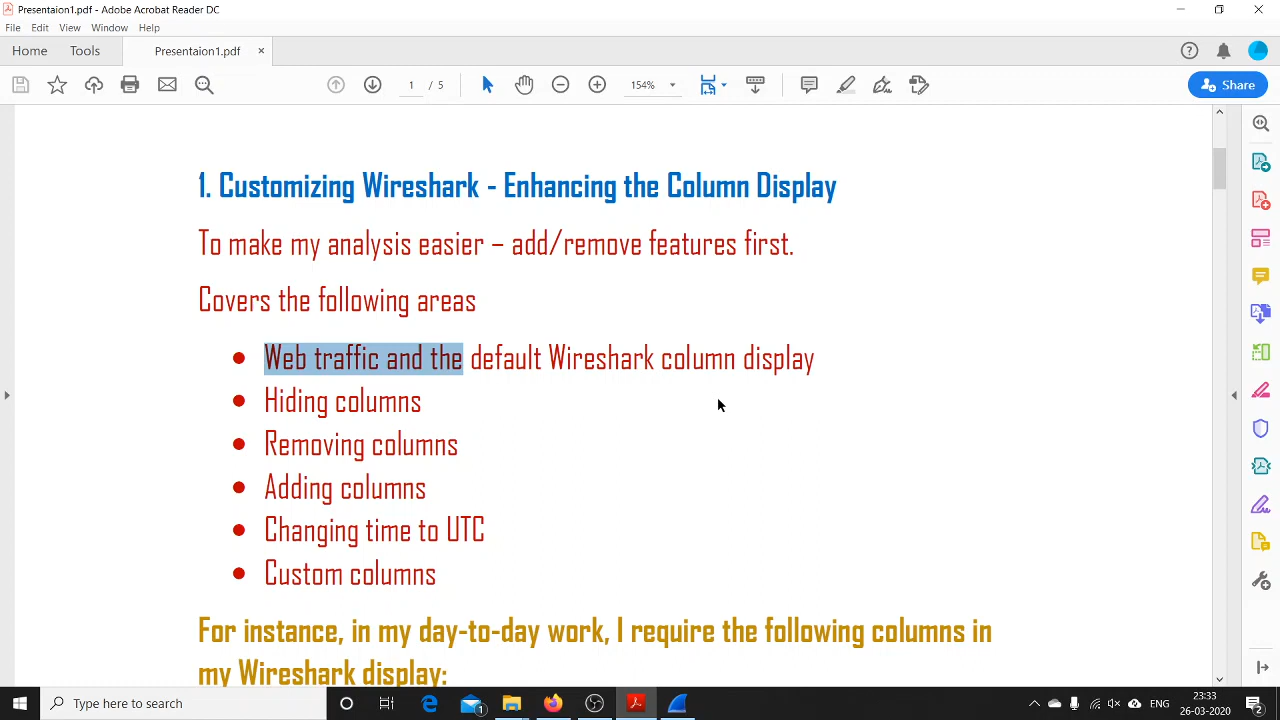 Presentaion1.pdf - Adobe Acrobat Reader DC
File Edit View Window Help
Home Tools Presentaion1.pdf ×
1 / 5 154% Share
1. Customizing Wireshark - Enhancing the Column Display
To make my analysis easier – add/remove features first.
Covers the following areas
• Web traffic and the default Wireshark column display
• Hiding columns
• Removing columns
• Adding columns
• Changing time to UTC
• Custom columns
For instance, in my day-to-day work, I require the following columns in
my Wireshark display:
Type here to search
1
ENG
23:33
26-03-2020
2